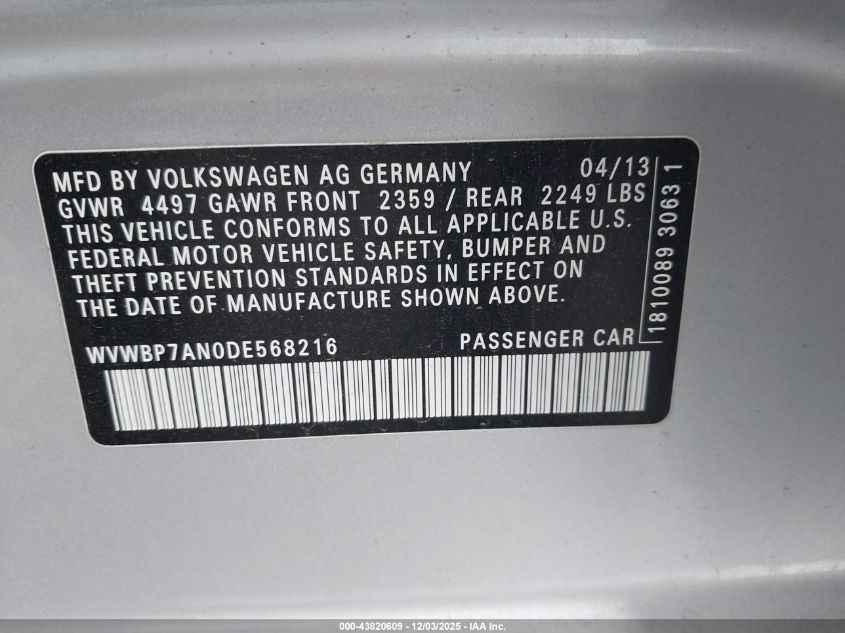 MFD BY VOLKSWAGEN AG GERMANY 04/13
GVWR 4497 GAWR FRONT 2359 / REAR 2249 LBS
THIS VEHICLE CONFORMS TO ALL APPLICABLE U.S.
FEDERAL MOTOR VEHICLE SAFETY, BUMPER AND
THEFT PREVENTION STANDARDS IN EFFECT ON
THE DATE OF MANUFACTURE SHOWN ABOVE.
WVWBP7AN0DE568216 PASSENGER CAR
1810089 3063 1
000-43820609 - 12/03/2025 - IAA Inc.